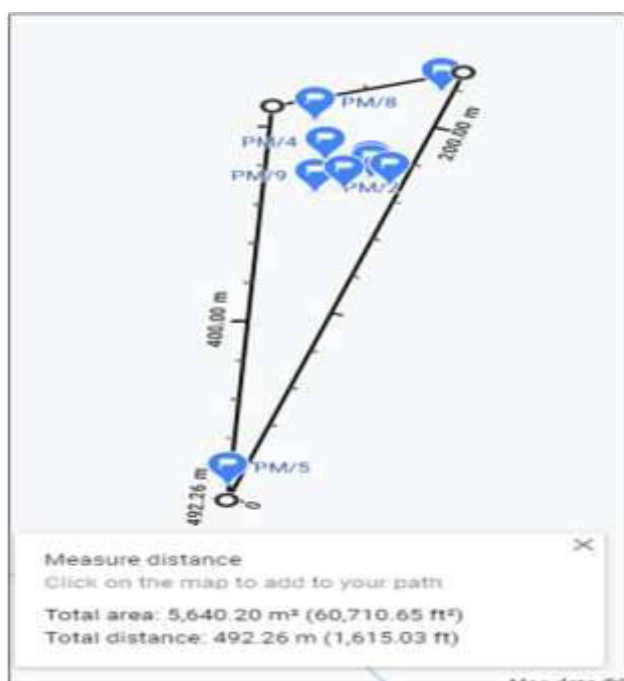 PM/8
200.00 m
PM/4
PM/9
PM/2
400.00 m
PM/5
492.26 m
0
Measure distance
Click on the map to add to your path
Total area: 5,640.20 m² (60,710.65 ft²)
Total distance: 492.26 m (1,615.03 ft)